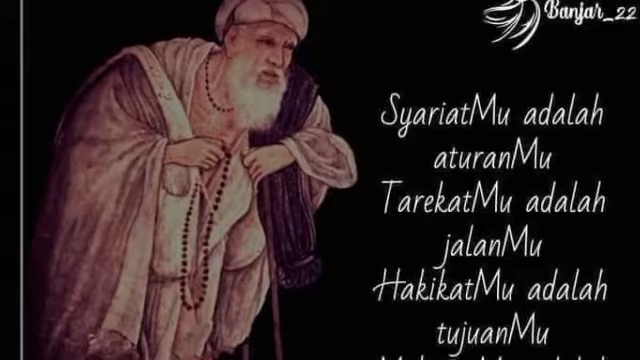 Banjar_22
SyariatMu adalah
aturanMu
TarekatMu adalah
jalanMu
HakikatMu adalah
tujuanMu